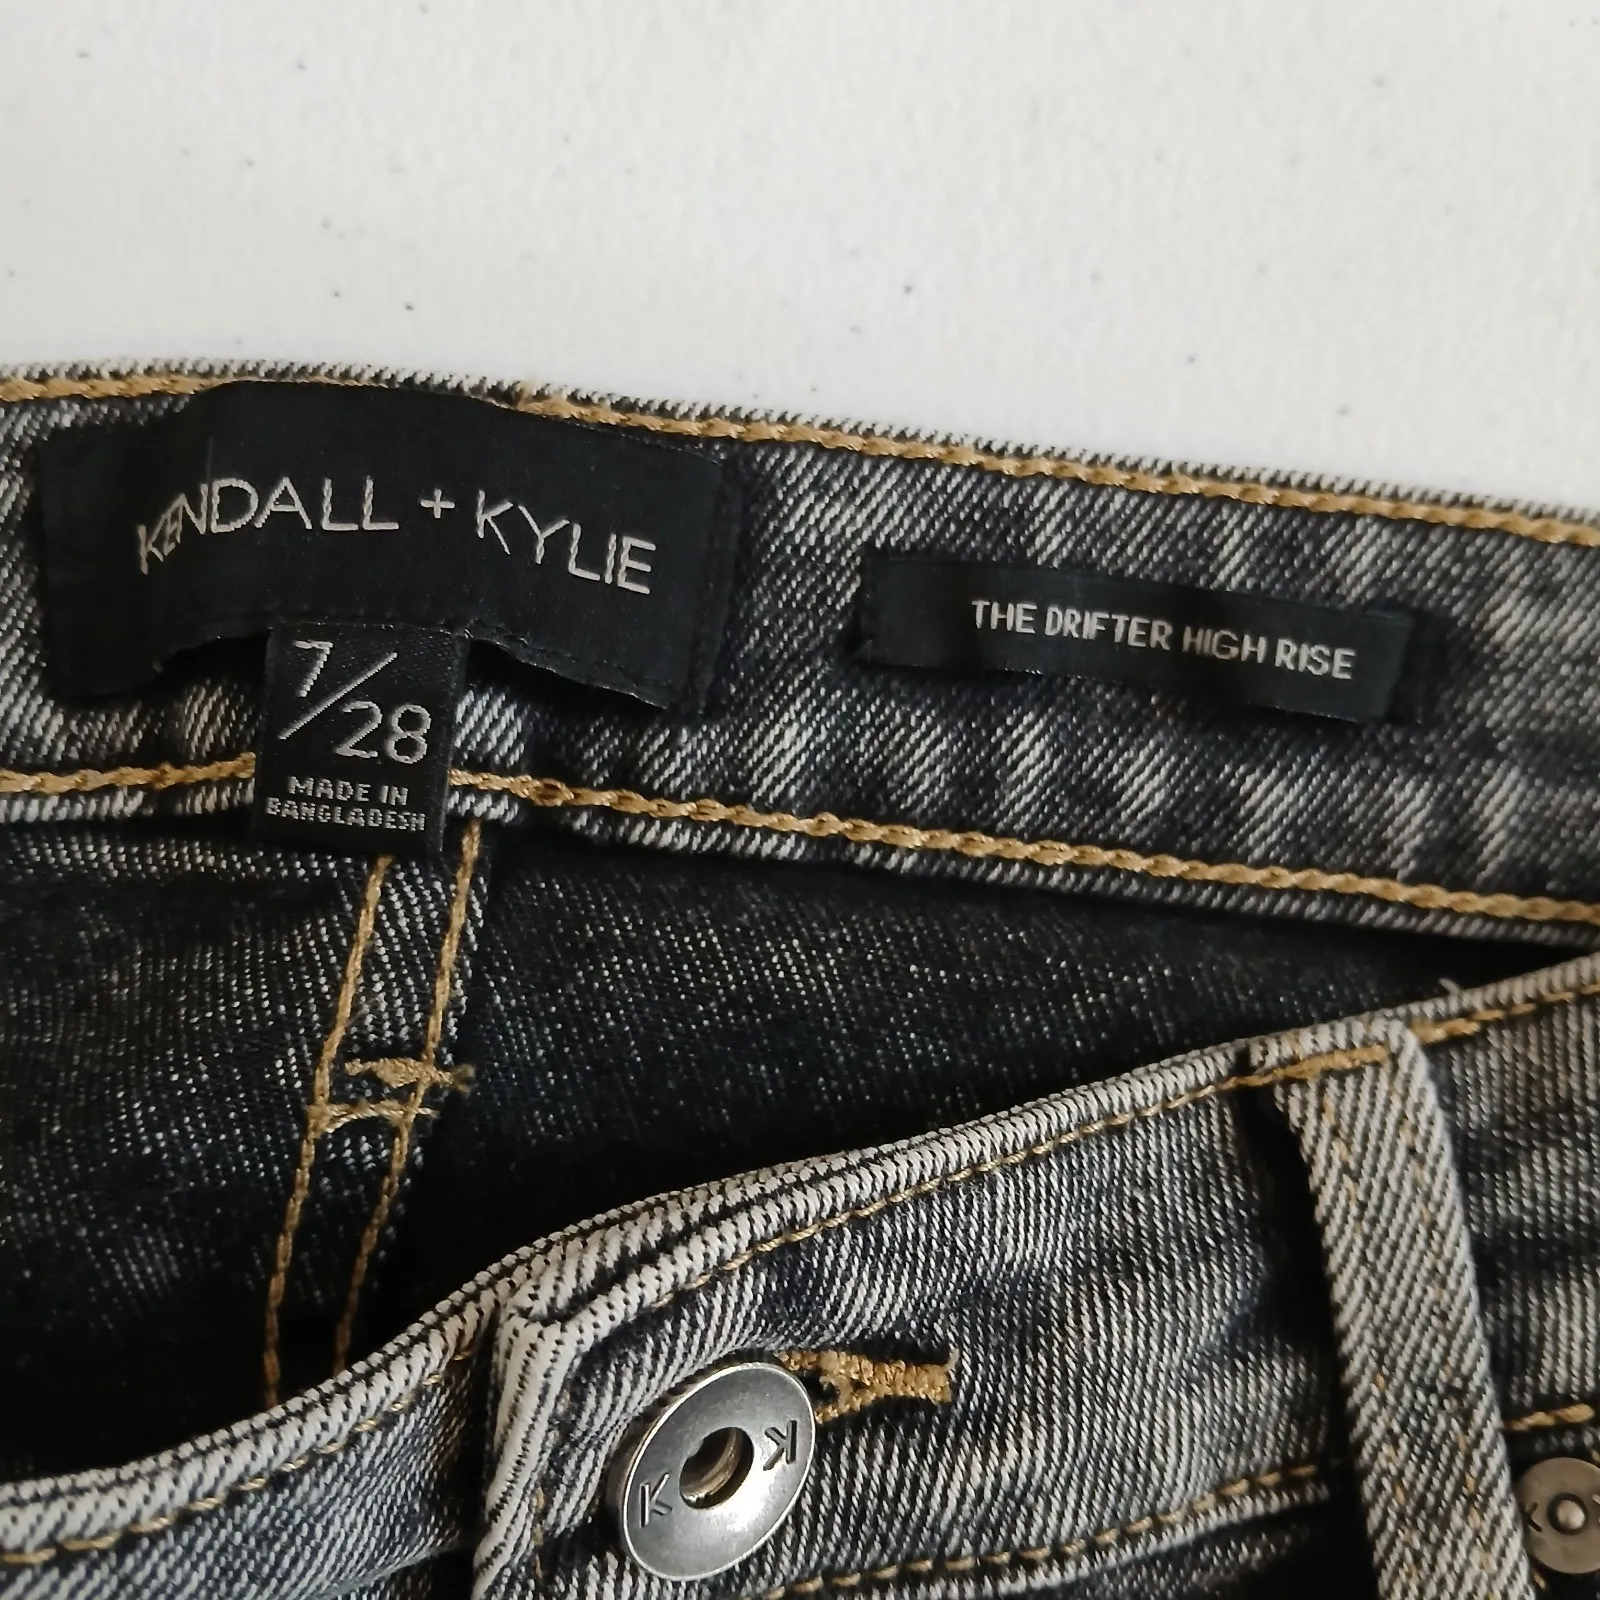 KENDALL + KYLIE
THE DRIFTER HIGH RISE
7/28
MADE IN
BANGLADESH
K K